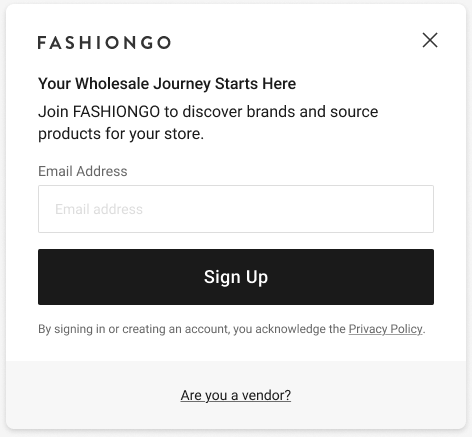 FASHIONGO
Your Wholesale Journey Starts Here
Join FASHIONGO to discover brands and source
products for your store.
Email Address
Email address
Sign Up
By signing in or creating an account, you acknowledge the Privacy Policy.
Are you a vendor?